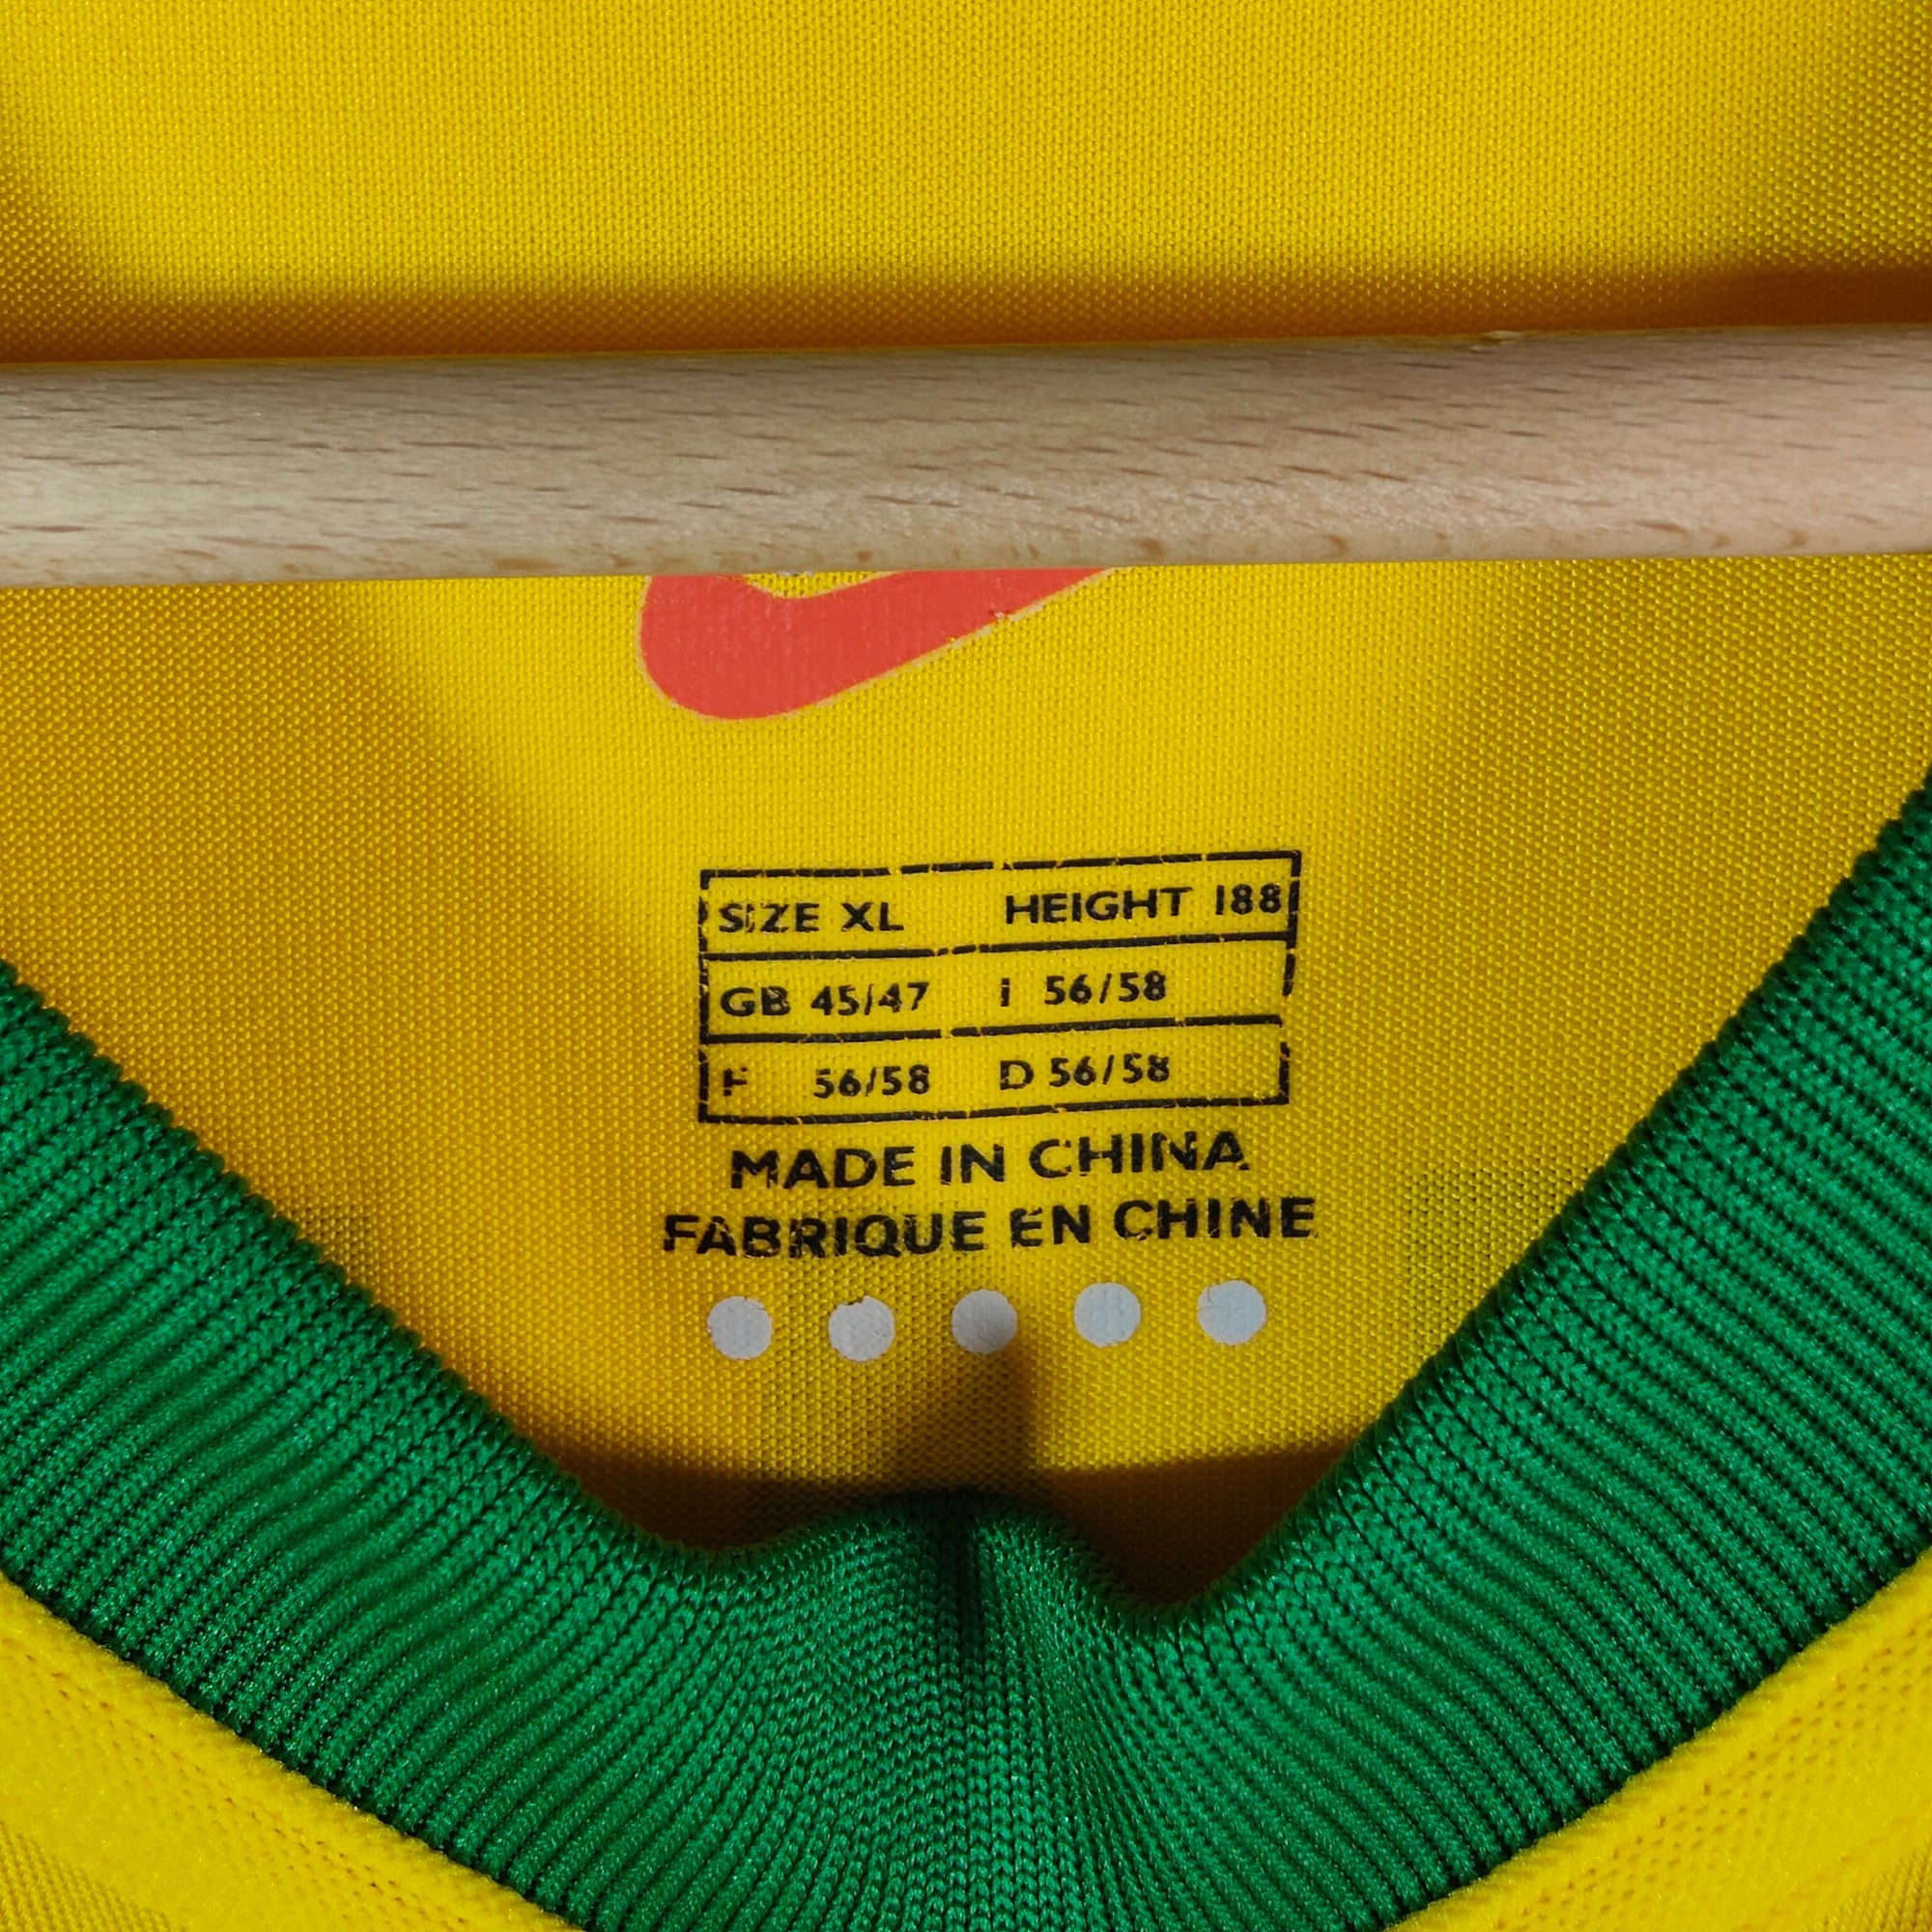 SIZE XL HEIGHT 188
GB 45/47 I 56/58
F 56/58 D 56/58
MADE IN CHINA
FABRIQUE EN CHINE